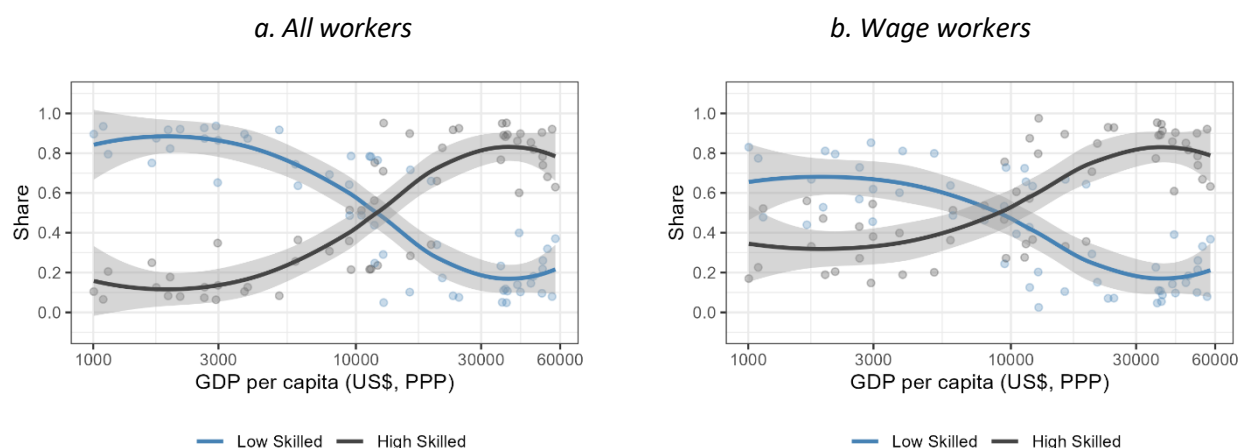 a. All workers
1.0
0.8
0.6
0.4
0.2
0.0
Share
1000 3000 10000 30000 60000
GDP per capita (US$, PPP)
Low Skilled High Skilled
b. Wage workers
1.0
0.8
0.6
0.4
0.2
0.0
Share
1000 3000 10000 30000 60000
GDP per capita (US$, PPP)
Low Skilled High Skilled